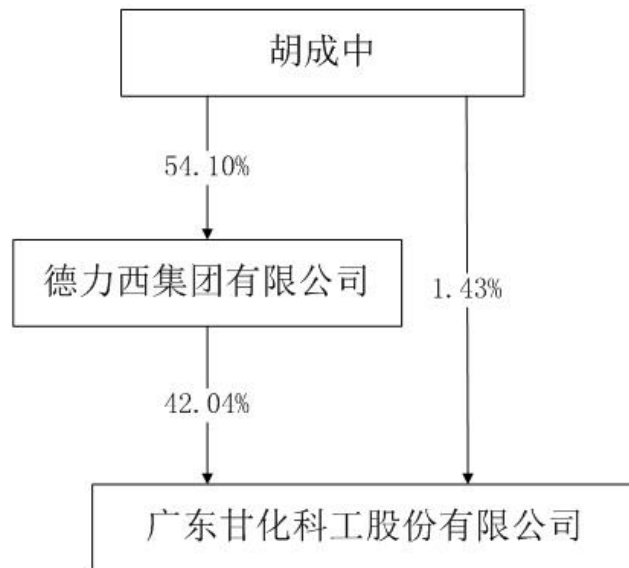 胡成中
54.10%
德力西集团有限公司
1.43%
42.04%
广东甘化科工股份有限公司